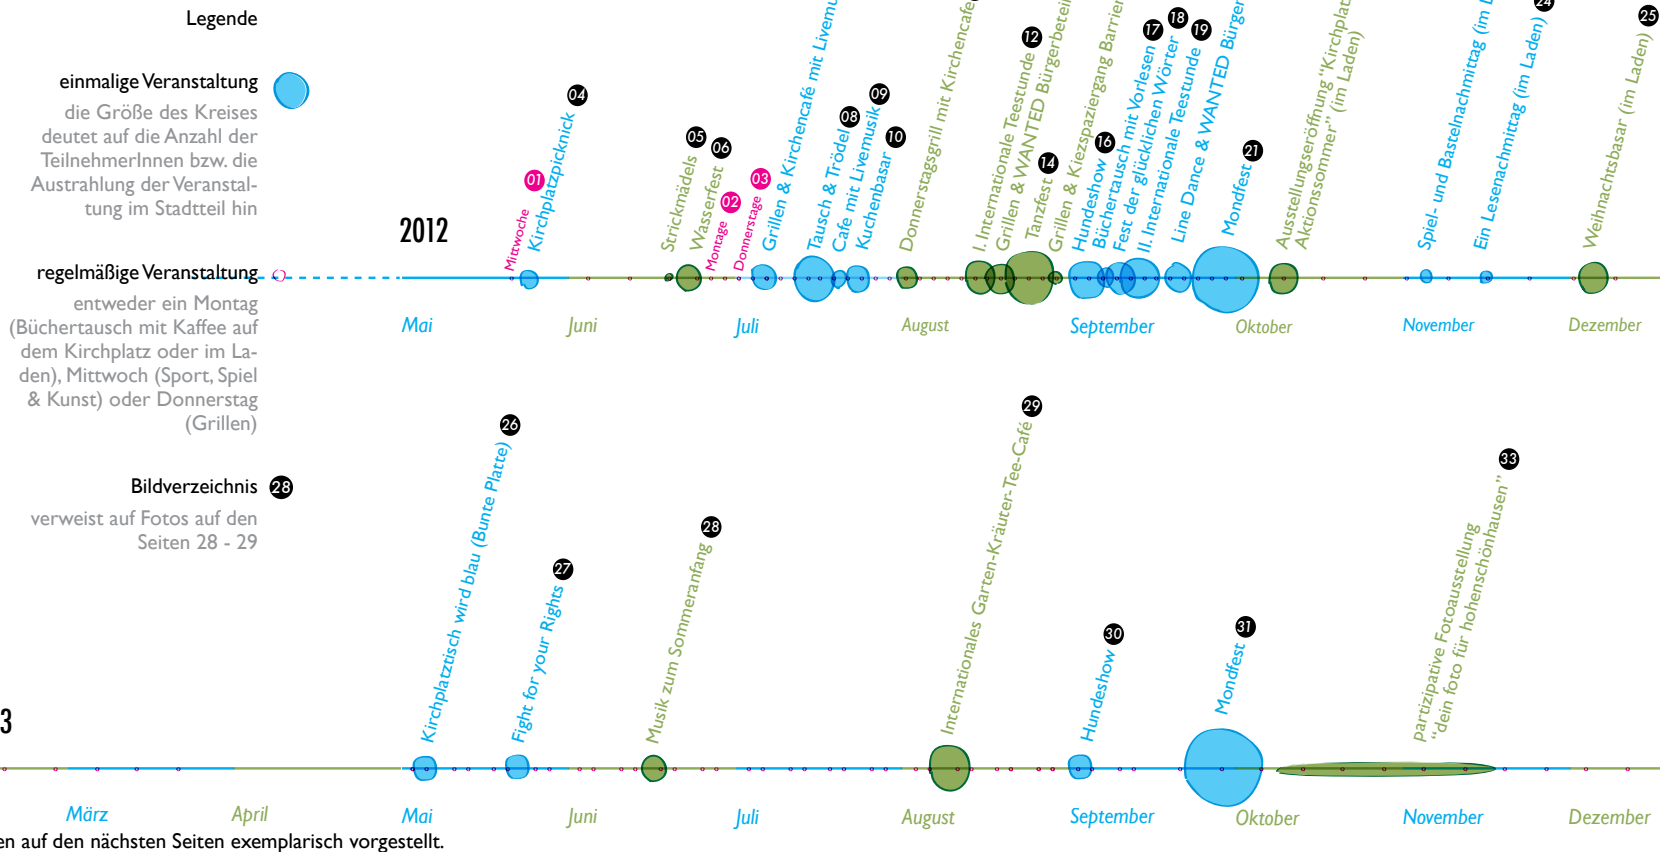 Legende
einmalige Veranstaltung
die Größe des Kreises
deutet auf die Anzahl der
TeilnehmerInnen bzw. die
Austrahlung der Veranstal-
tung im Stadtteil hin
regelmäßige Veranstaltung
entweder ein Montag
(Büchertausch mit Kaffee auf
dem Kirchplatz oder im La-
den), Mittwoch (Sport, Spiel
& Kunst) oder Donnerstag
(Grillen)
Bildverzeichnis 28
verweist auf Fotos auf den
Seiten 28 - 29
2012
Mittwoche 01
Kirchplatzpicknick 04
Strickmädels 05
Wasserfest 06
Montage 02
Donnerstage 03
Grillen & Kirchencafé mit Livemu
Tausch & Trödel 08
Cafe mit Livemusik 09
Kuchenbasar 10
Donnerstagsgrill mit Kirchencafe
I. Internationale Teestunde 12
Grillen & WANTED Bürgerbetei
Tanzfest 14
Grillen & Kiezspaziergang Barrier
Hundeshow 16
Büchertausch mit Vorlesen 17
Fest der glücklichen Wörter 18
II. Internationale Teestunde 19
Line Dance & WANTED Bürger
Mondfest 21
Ausstellungseröffnung "Kirchplat
Aktionssommer" (im Laden)
Spiel- und Bastelnachmittag (im L
Ein Lesenachmittag (im Laden) 24
Weihnachtsbasar (im Laden) 25
Mai
Juni
Juli
August
September
Oktober
November
Dezember
3
Kirchplatztisch wird blau (Bunte Platte) 26
Fight for your Rights 27
Musik zum Sommeranfang 28
Internationales Garten-Kräuter-Tee-Café 29
Hundeshow 30
Mondfest 31
partizipative Fotoausstellung
"dein foto für hohenschönhausen" 33
März
April
Mai
Juni
Juli
August
September
Oktober
November
Dezember
en auf den nächsten Seiten exemplarisch vorgestellt.